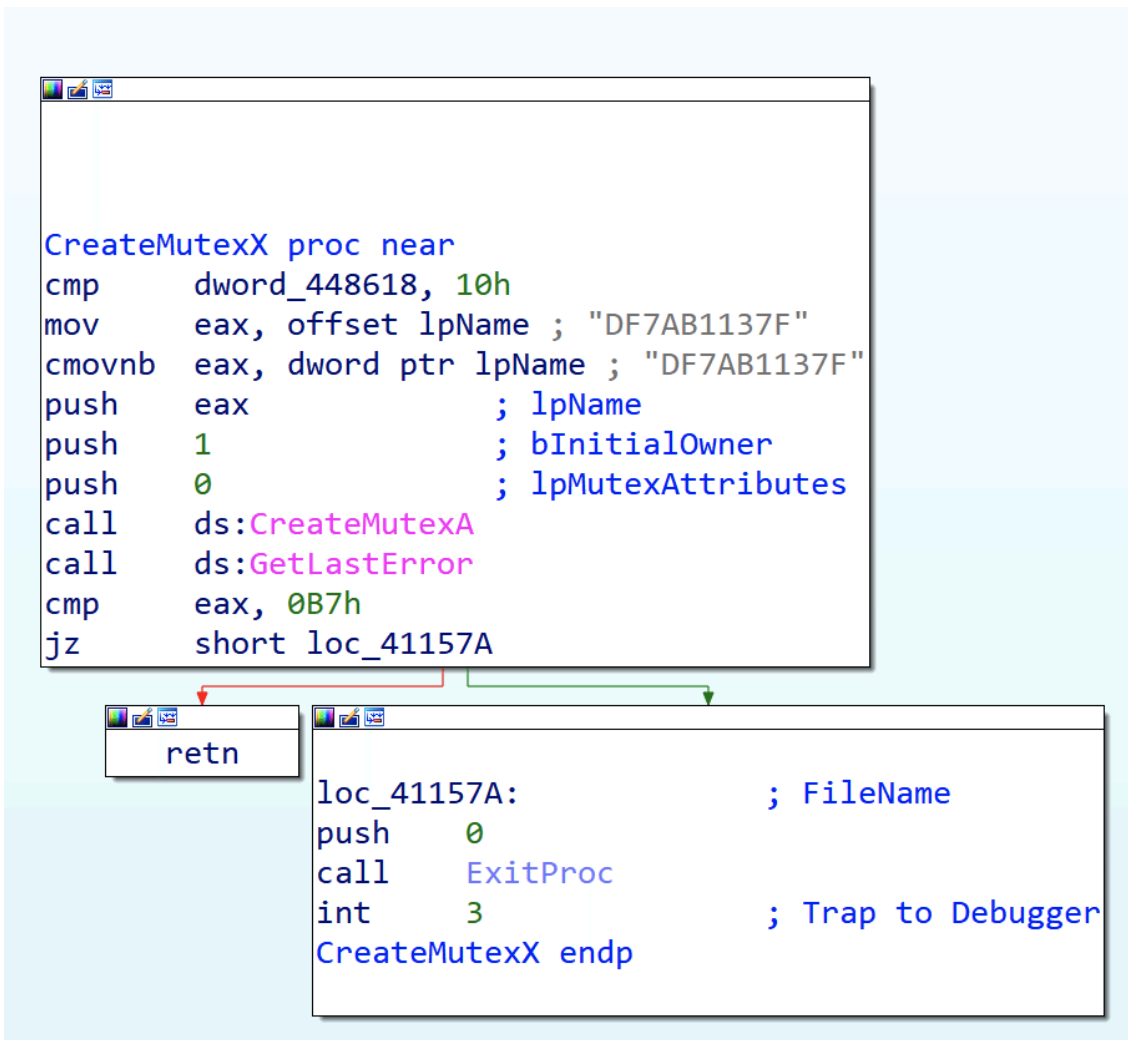 CreateMutexX proc near
cmp dword_448618, 10h
mov eax, offset lpName ; "DF7AB1137F"
cmovnb eax, dword ptr lpName ; "DF7AB1137F"
push eax ; lpName
push 1 ; bInitialOwner
push 0 ; lpMutexAttributes
call ds:CreateMutexA
call ds:GetLastError
cmp eax, 0B7h
jz short loc_41157A
retn
loc_41157A: ; FileName
push 0
call ExitProc
int 3 ; Trap to Debugger
CreateMutexX endp